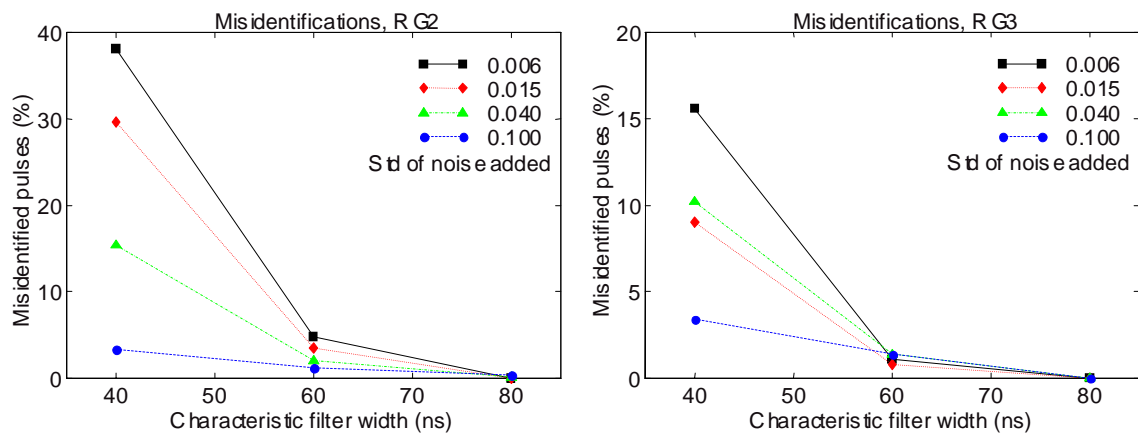 Misidentifications, RG2
40
30
20
10
0
Misidentified pulses (%)
0.006
0.015
0.040
0.100
Std of noise added
40 50 60 70 80
Characteristic filter width (ns)
Misidentifications, RG3
20
15
10
5
0
Misidentified pulses (%)
0.006
0.015
0.040
0.100
Std of noise added
40 50 60 70 80
Characteristic filter width (ns)